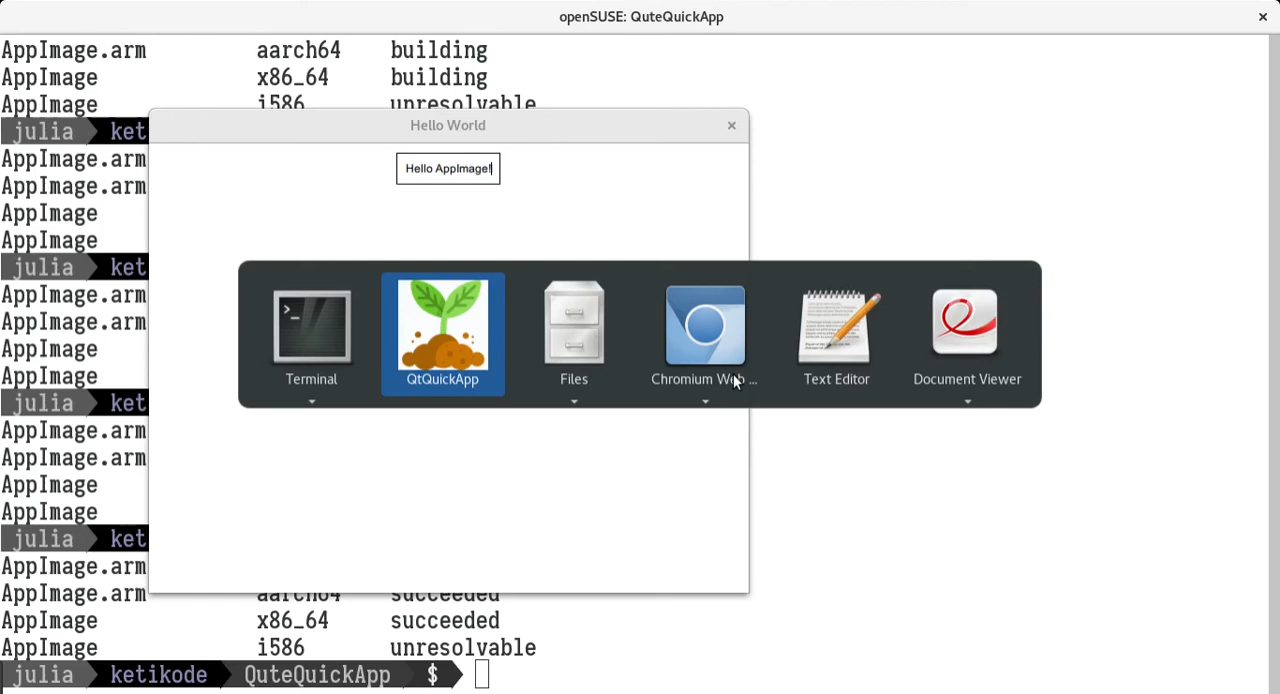 openSUSE: QuteQuickApp
AppImage.arm aarch64 building
AppImage x86_64 building
AppImage i586 unresolvable
julia ket
Hello World
AppImage.arm
Hello AppImage!
AppImage.arm
AppImage
AppImage
julia ket
AppImage.arm
AppImage.arm
AppImage
AppImage
Terminal QtQuickApp Files Chromium Web ... Text Editor Document Viewer
julia ket
AppImage.arm
AppImage.arm
AppImage
AppImage
julia ket
AppImage.arm
AppImage.arm aarch64 succeeded
AppImage x86_64 succeeded
AppImage i586 unresolvable
julia ketikode QuteQuickApp $